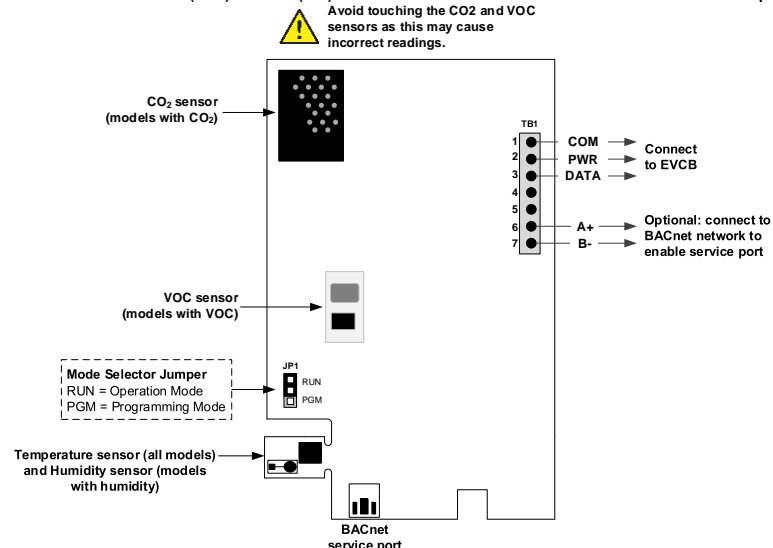 Avoid touching the CO2 and VOC
sensors as this may cause
incorrect readings.
CO2 sensor
(models with CO2)
TB1
1 COM
2 PWR
3 DATA
4
5
6 A+
7 B-
Connect
to EVCB
Optional: connect to
BACnet network to
enable service port
VOC sensor
(models with VOC)
JP1
RUN
PGM
Mode Selector Jumper
RUN = Operation Mode
PGM = Programming Mode
Temperature sensor (all models)
and Humidity sensor (models
with humidity)
BACnet
service port